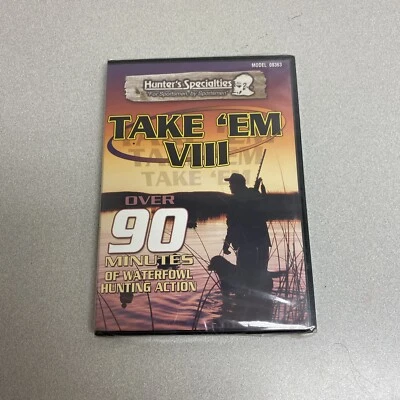 MODEL 08363
Hunter's Specialties
"For Sportsmen, by Sportsmen"
TAKE 'EM
VIII
TAKE 'EM
TAKE 'EM
OVER
90
MINUTES
OF WATERFOWL
HUNTING ACTION